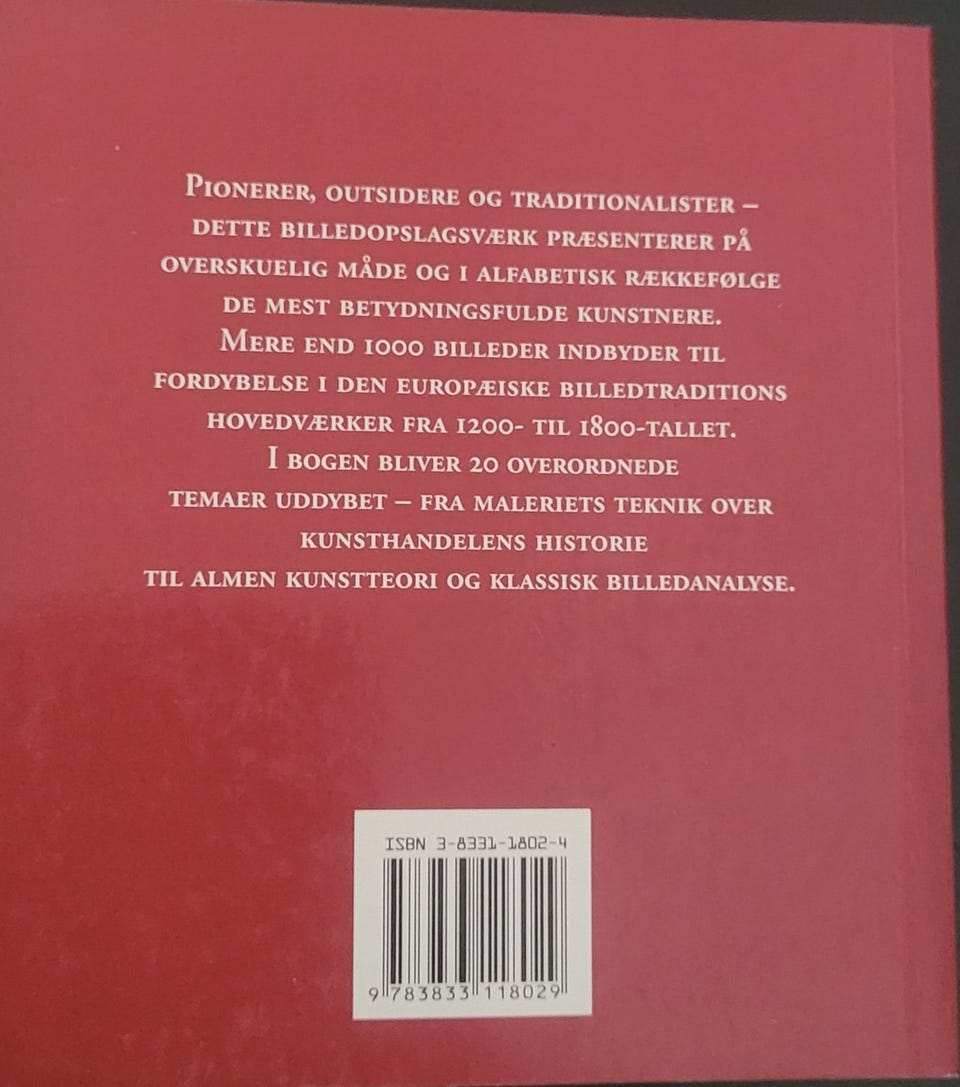 Pionerer, outsidere og traditionalister –
dette billedopslagsværk præsenterer på
overskuelig måde og i alfabetisk rækkefølge
de mest betydningsfulde kunstnere.
Mere end 1000 billeder indbyder til
fordybelse i den europæiske billedtraditions
hovedværker fra 1200- til 1800-tallet.
I bogen bliver 20 overordnede
temaer uddybet – fra maleriets teknik over
kunsthandelens historie
til almen kunstteori og klassisk billedanalyse.
ISBN 3-8331-1802-4
9 783833 118029